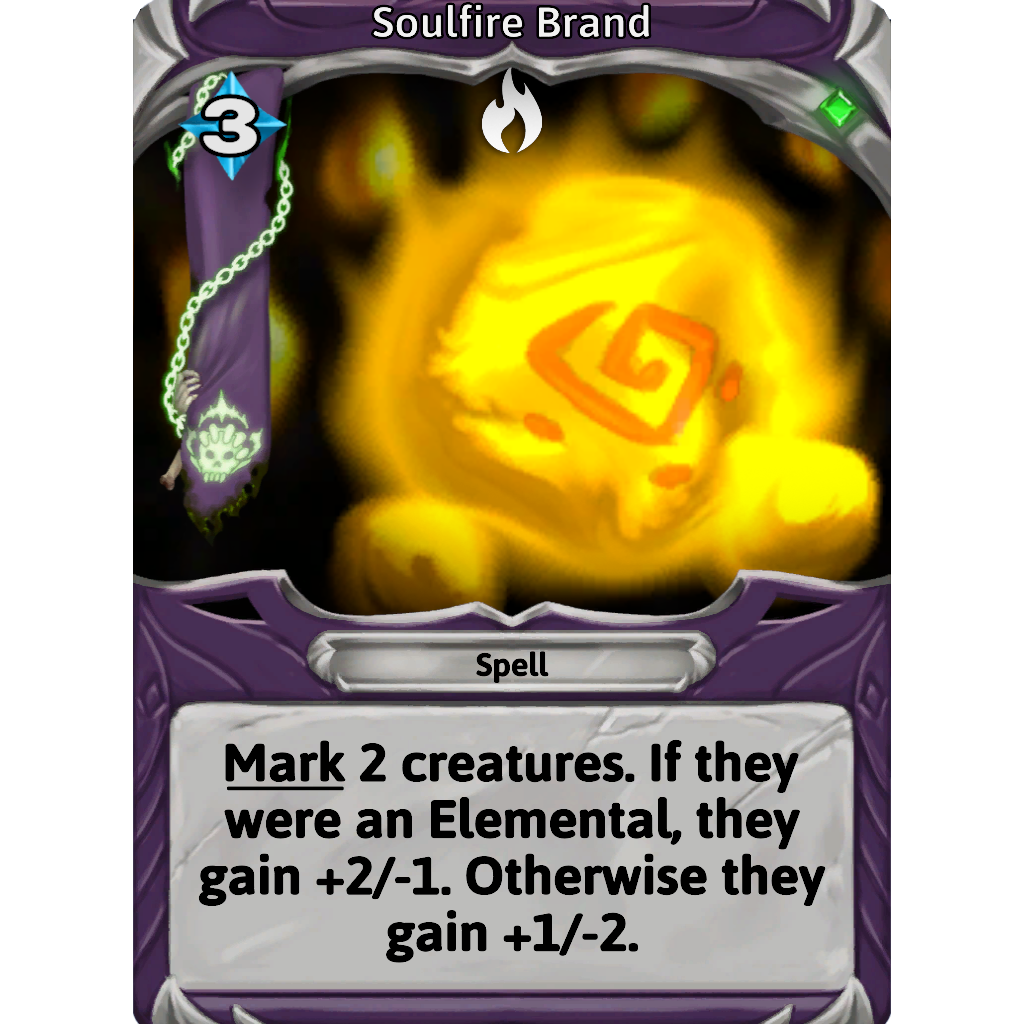 Soulfire Brand
3
Spell
Mark 2 creatures. If they
were an Elemental, they
gain +2/-1. Otherwise they
gain +1/-2.